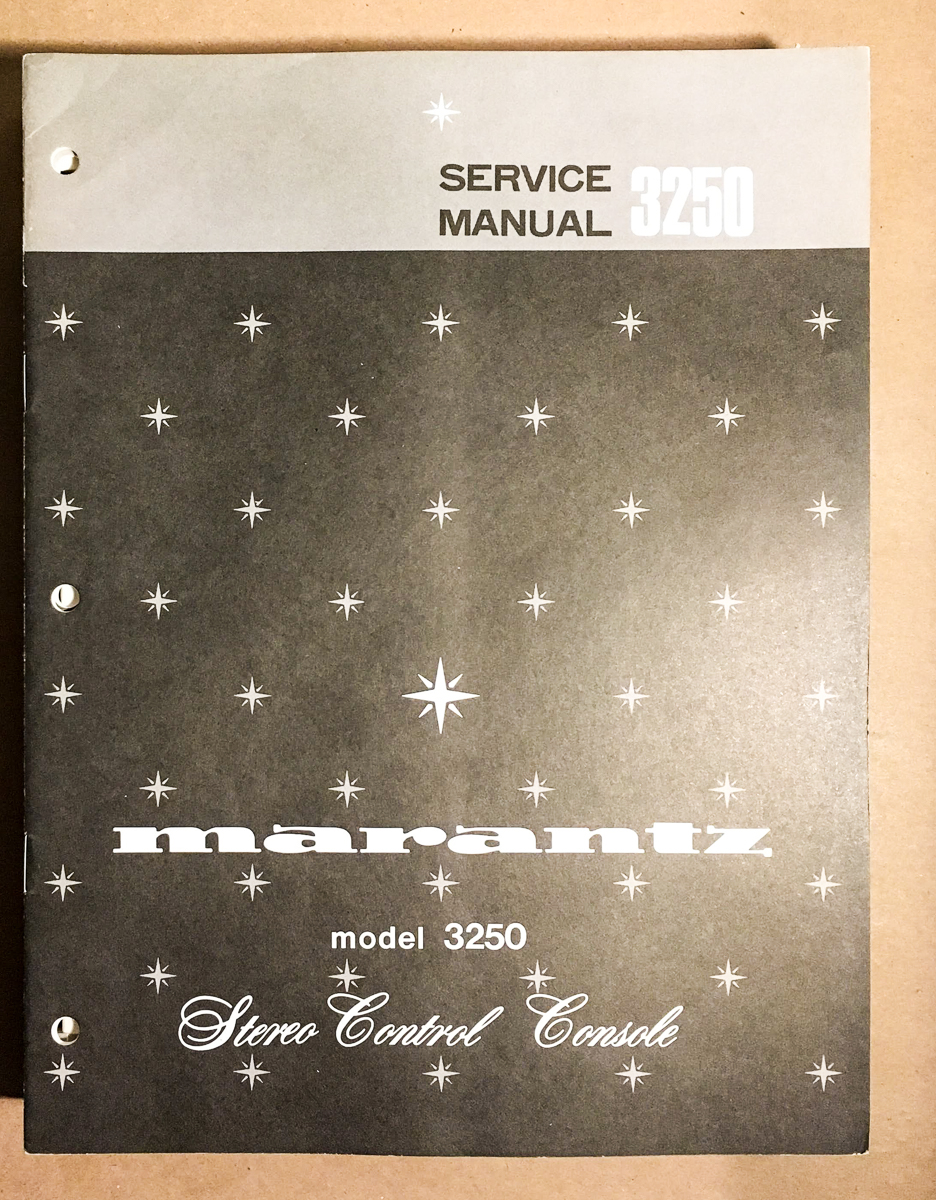 SERVICE
MANUAL 3250
marantz
model 3250
Stereo Control Console